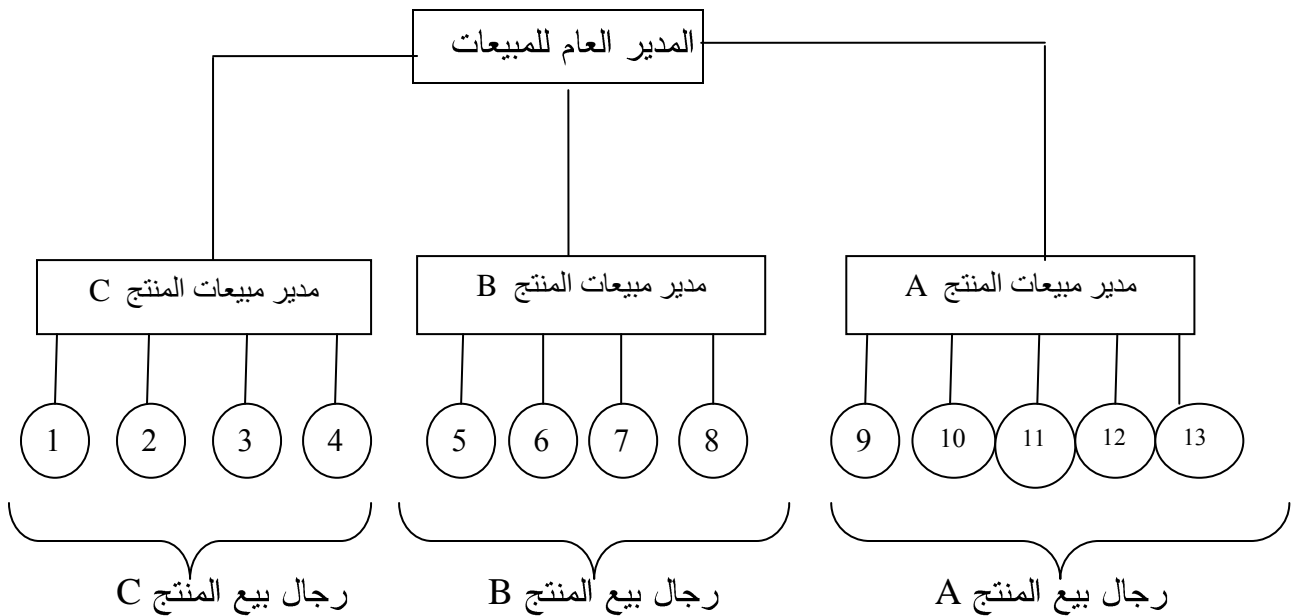 المدير العام للمبيعات
مدير مبيعات المنتج A
مدير مبيعات المنتج B
مدير مبيعات المنتج C
1 2 3 4 5 6 7 8 9 10 11 12 13
رجال بيع المنتج A
رجال بيع المنتج B
رجال بيع المنتج C